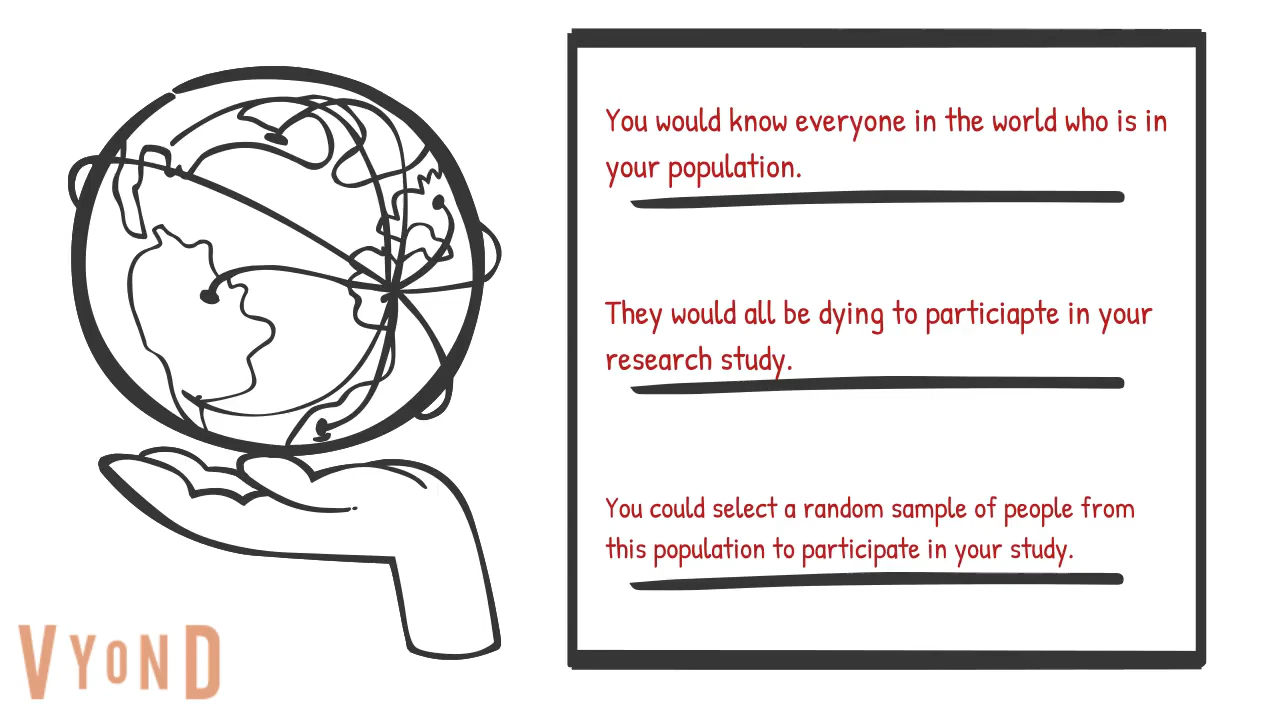 You would know everyone in the world who is in
your population.
They would all be dying to particiapte in your
research study.
You could select a random sample of people from
this population to participate in your study.
VYOND